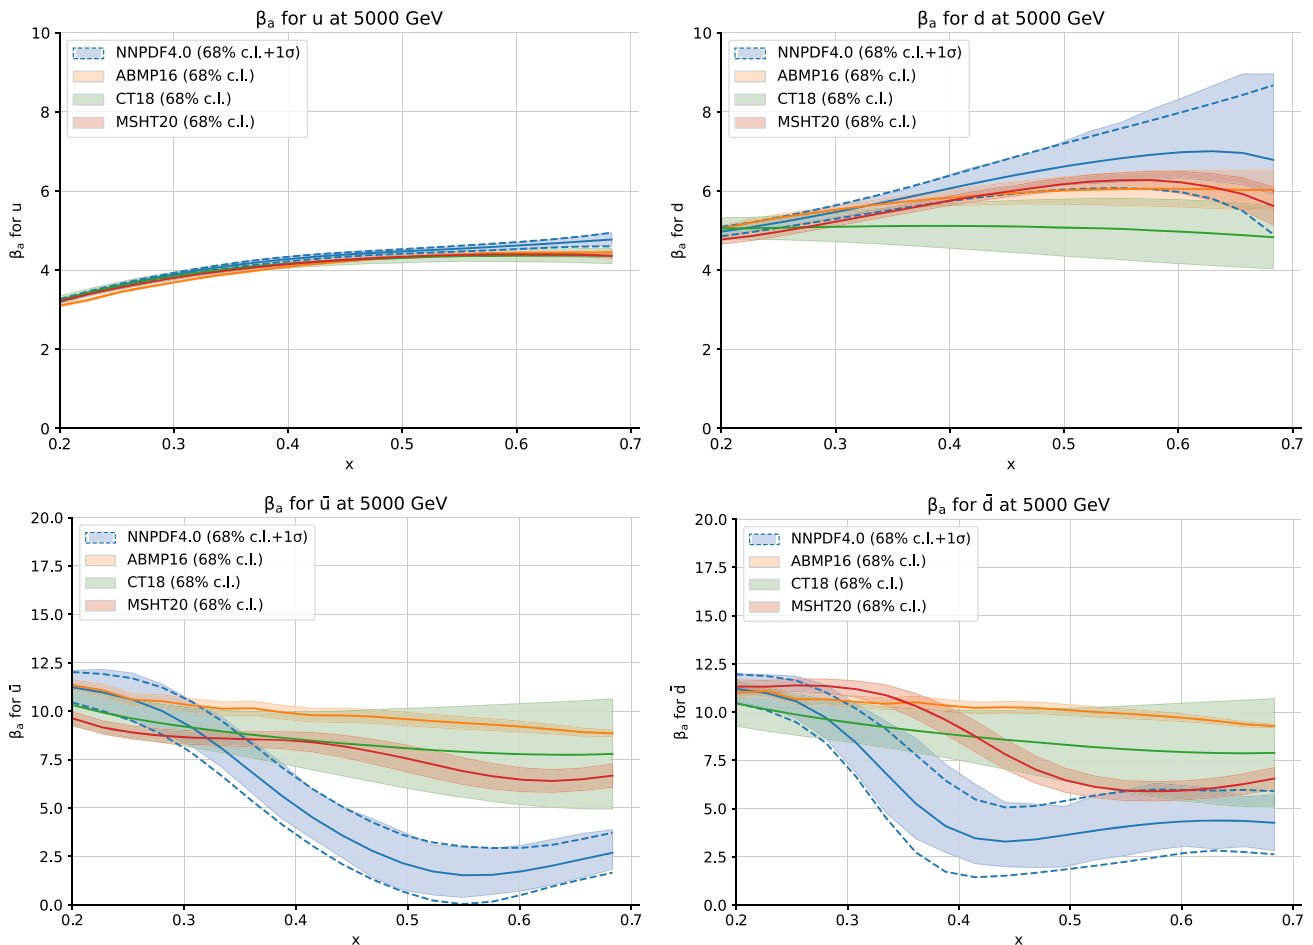 βa for u at 5000 GeV
10
8
6
4
2
0
βa for u
NNPDF4.0 (68% c.l.+1σ)
ABMP16 (68% c.l.)
CT18 (68% c.l.)
MSHT20 (68% c.l.)
0.2 0.3 0.4 0.5 0.6 0.7
x
βa for d at 5000 GeV
10
8
6
4
2
0
βa for d
NNPDF4.0 (68% c.l.+1σ)
ABMP16 (68% c.l.)
CT18 (68% c.l.)
MSHT20 (68% c.l.)
0.2 0.3 0.4 0.5 0.6 0.7
x
βa for ū at 5000 GeV
20.0
17.5
15.0
12.5
10.0
7.5
5.0
2.5
0.0
βa for ū
NNPDF4.0 (68% c.l.+1σ)
ABMP16 (68% c.l.)
CT18 (68% c.l.)
MSHT20 (68% c.l.)
0.2 0.3 0.4 0.5 0.6 0.7
x
βa for d̄ at 5000 GeV
20.0
17.5
15.0
12.5
10.0
7.5
5.0
2.5
0.0
βa for d̄
NNPDF4.0 (68% c.l.+1σ)
ABMP16 (68% c.l.)
CT18 (68% c.l.)
MSHT20 (68% c.l.)
0.2 0.3 0.4 0.5 0.6 0.7
x